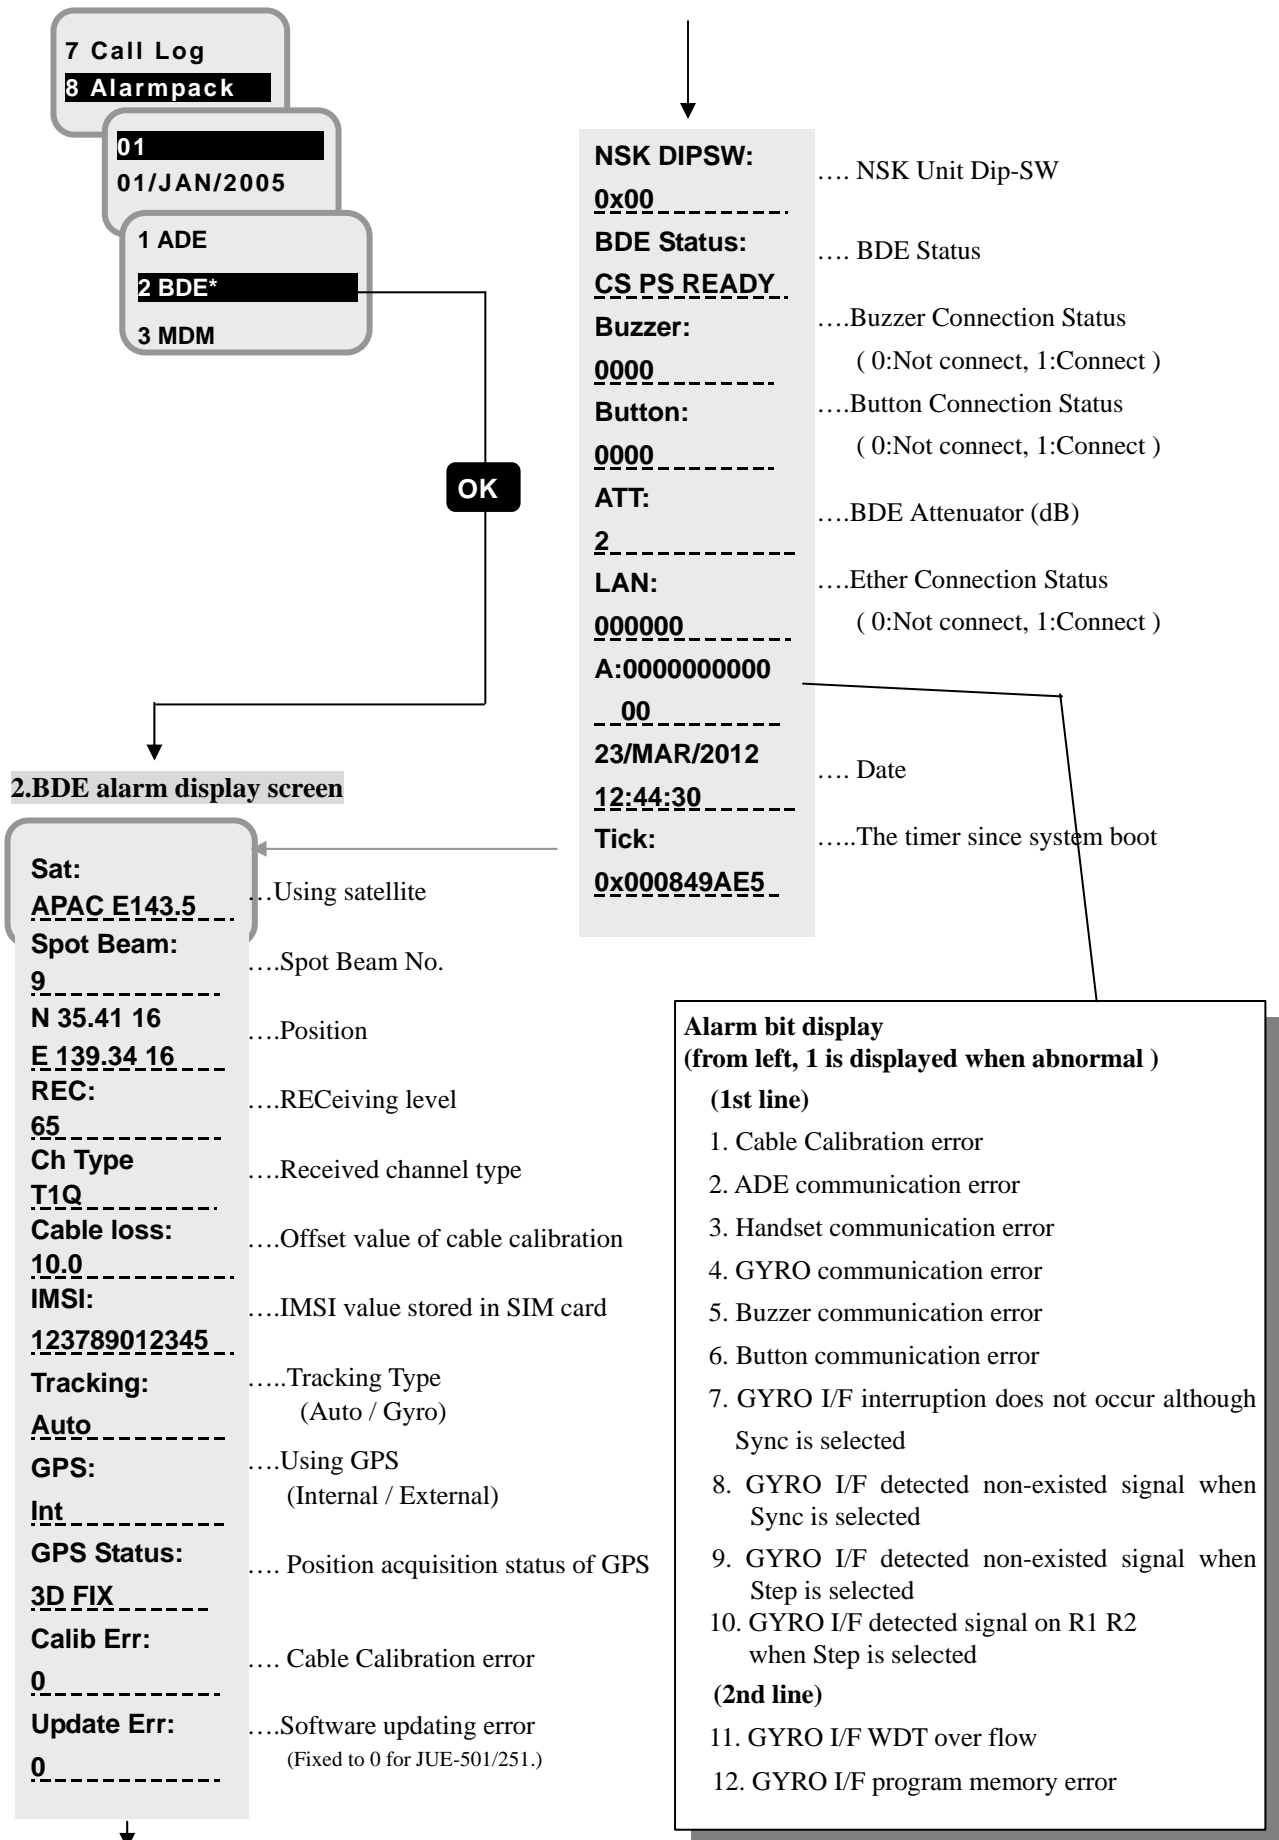 7 Call Log
8 Alarmpack
01
01/JAN/2005
1 ADE
2 BDE*
3 MDM
OK
2.BDE alarm display screen
Sat:
APAC E143.5
…Using satellite
Spot Beam:
9
….Spot Beam No.
N 35.41 16
E 139.34 16
….Position
REC:
65
….RECeiving level
Ch Type
T1Q
….Received channel type
Cable loss:
10.0
….Offset value of cable calibration
IMSI:
123789012345
….IMSI value stored in SIM card
Tracking:
Auto
…..Tracking Type
(Auto / Gyro)
GPS:
Int
….Using GPS
(Internal / External)
GPS Status:
3D FIX
…. Position acquisition status of GPS
Calib Err:
0
…. Cable Calibration error
Update Err:
0
….Software updating error
(Fixed to 0 for JUE-501/251.)
NSK DIPSW:
0x00
…. NSK Unit Dip-SW
BDE Status:
CS PS READY
…. BDE Status
Buzzer:
0000
….Buzzer Connection Status
( 0:Not connect, 1:Connect )
Button:
0000
….Button Connection Status
( 0:Not connect, 1:Connect )
ATT:
2
….BDE Attenuator (dB)
LAN:
000000
….Ether Connection Status
( 0:Not connect, 1:Connect )
A:0000000000
00
23/MAR/2012
12:44:30
…. Date
Tick:
0x000849AE5
…..The timer since system boot
Alarm bit display
(from left, 1 is displayed when abnormal )
(1st line)
1. Cable Calibration error
2. ADE communication error
3. Handset communication error
4. GYRO communication error
5. Buzzer communication error
6. Button communication error
7. GYRO I/F interruption does not occur although
Sync is selected
8. GYRO I/F detected non-existed signal when
Sync is selected
9. GYRO I/F detected non-existed signal when
Step is selected
10. GYRO I/F detected signal on R1 R2
when Step is selected
(2nd line)
11. GYRO I/F WDT over flow
12. GYRO I/F program memory error